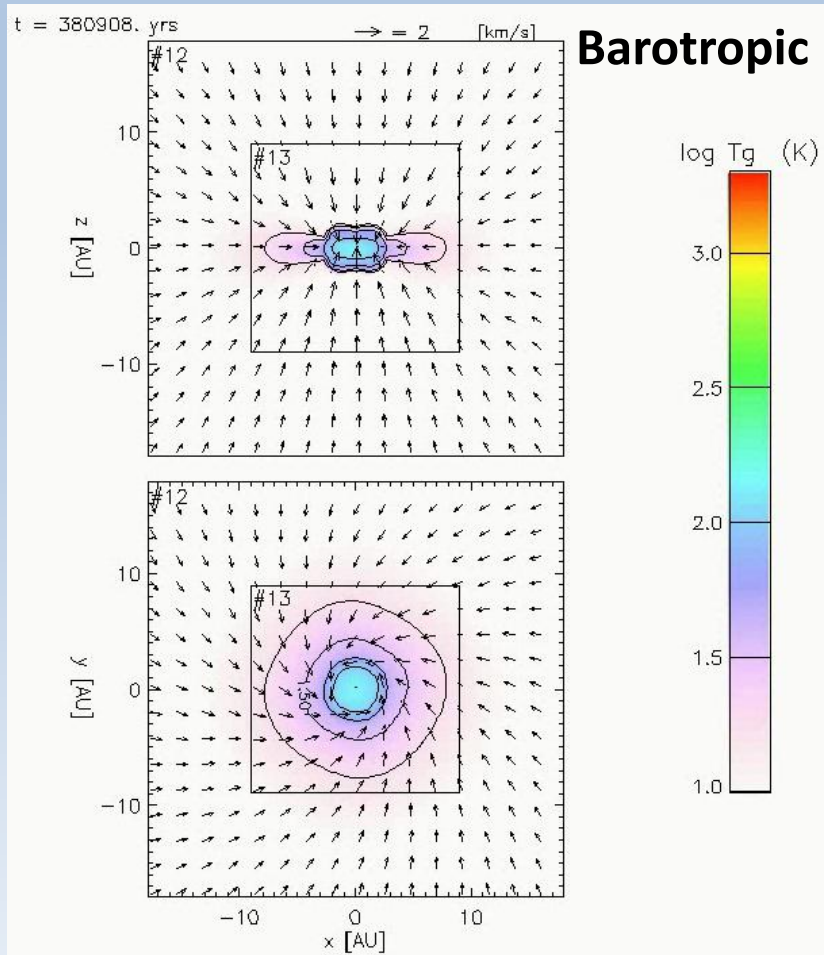 t = 380908. yrs
= 2 [km/s]
Barotropic
#12
#13
10
0
-10
z [AU]
log Tg (K)
3.0
2.5
2.0
1.5
1.0
#12
#13
1.50
10
0
-10
y [AU]
-10 0 10
x [AU]